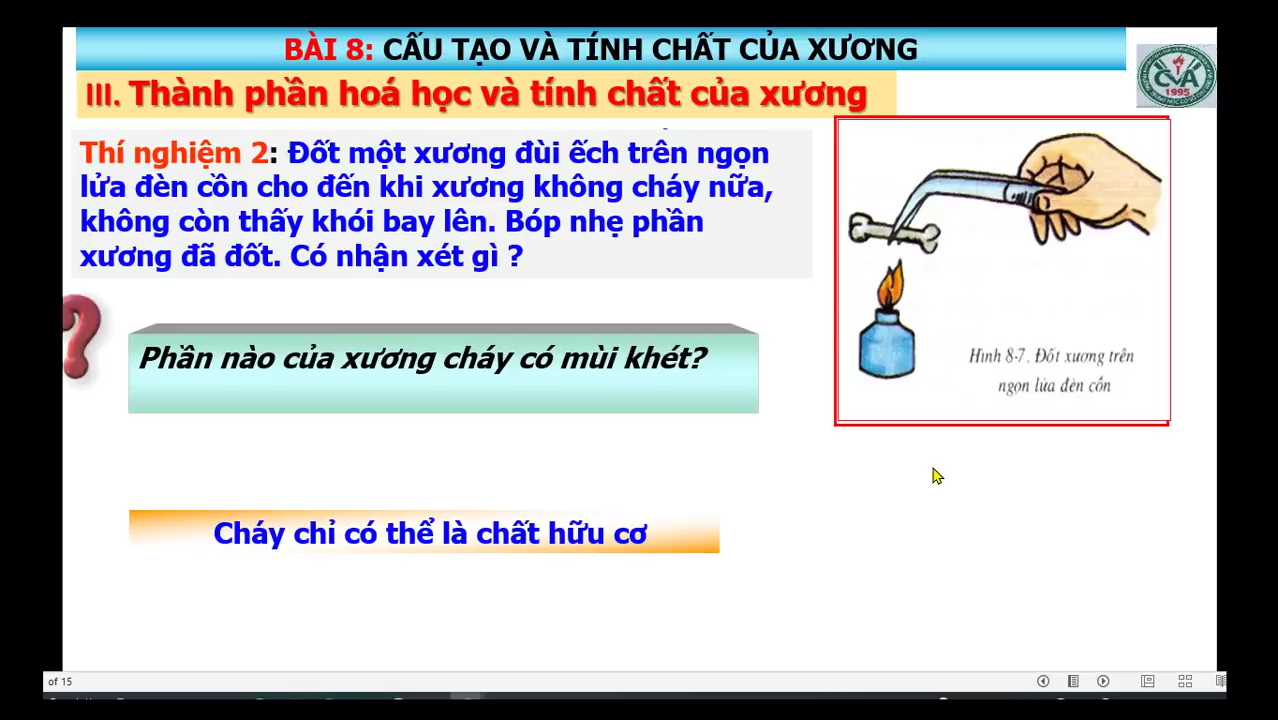 BÀI 8: CẤU TẠO VÀ TÍNH CHẤT CỦA XƯƠNG
III. Thành phần hoá học và tính chất của xương
CVA
1995
Thí nghiệm 2: Đốt một xương đùi ếch trên ngọn
lửa đèn cồn cho đến khi xương không cháy nữa,
không còn thấy khói bay lên. Bóp nhẹ phần
xương đã đốt. Có nhận xét gì ?
Hình 8-7. Đốt xương trên
ngọn lửa đèn cồn
Phần nào của xương cháy có mùi khét?
Cháy chỉ có thể là chất hữu cơ
of 15